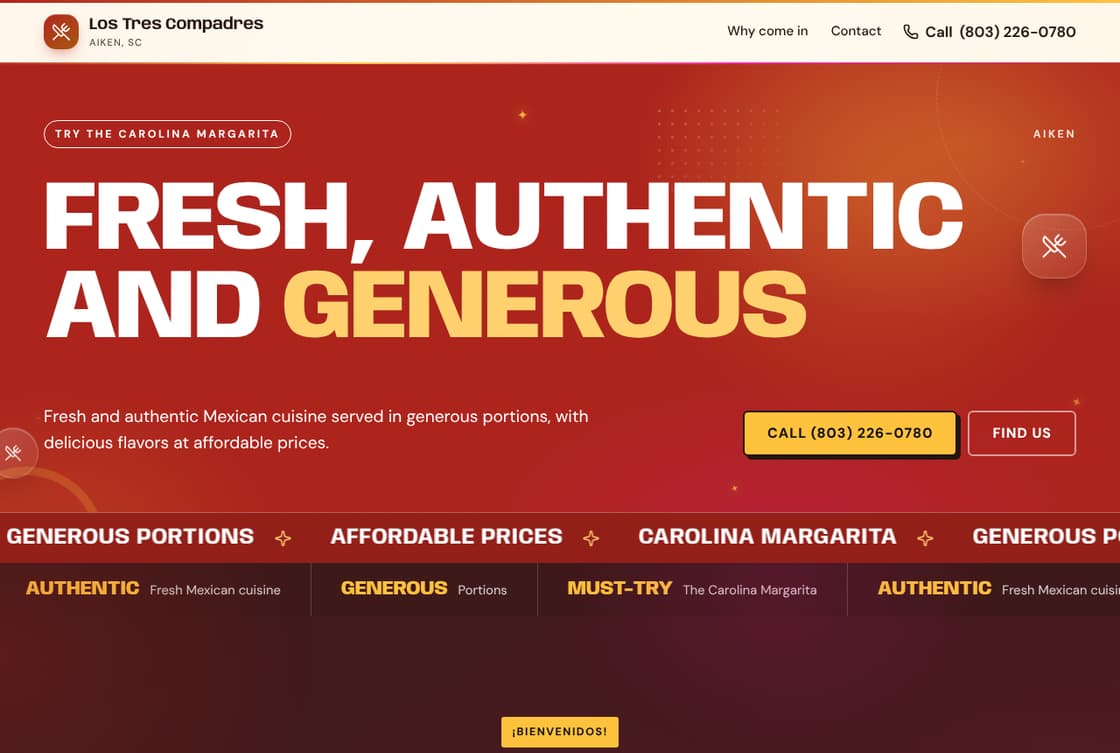 Los Tres Compadres
AIKEN, SC
Why come in
Contact
Call (803) 226-0780
TRY THE CAROLINA MARGARITA
AIKEN
FRESH, AUTHENTIC
AND GENEROUS
Fresh and authentic Mexican cuisine served in generous portions, with
delicious flavors at affordable prices.
CALL (803) 226-0780
FIND US
GENEROUS PORTIONS
AFFORDABLE PRICES
CAROLINA MARGARITA
GENEROUS
AUTHENTIC Fresh Mexican cuisine
GENEROUS Portions
MUST-TRY The Carolina Margarita
AUTHENTIC Fresh Mexican
¡BIENVENIDOS!